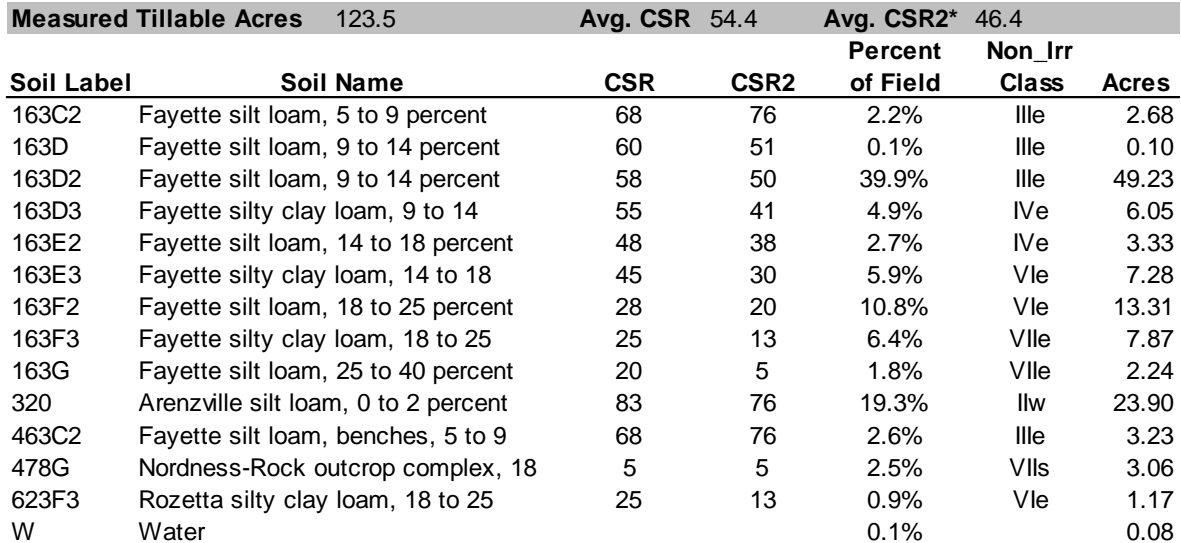 Measured Tillable Acres 123.5 Avg. CSR 54.4 Avg. CSR2* 46.4
Percent Non_Irr
Soil Label Soil Name CSR CSR2 of Field Class Acres
163C2 Fayette silt loam, 5 to 9 percent 68 76 2.2% IIIe 2.68
163D Fayette silt loam, 9 to 14 percent 60 51 0.1% IIIe 0.10
163D2 Fayette silt loam, 9 to 14 percent 58 50 39.9% IIIe 49.23
163D3 Fayette silty clay loam, 9 to 14 55 41 4.9% IVe 6.05
163E2 Fayette silt loam, 14 to 18 percent 48 38 2.7% IVe 3.33
163E3 Fayette silty clay loam, 14 to 18 45 30 5.9% VIe 7.28
163F2 Fayette silt loam, 18 to 25 percent 28 20 10.8% VIe 13.31
163F3 Fayette silty clay loam, 18 to 25 25 13 6.4% VIIe 7.87
163G Fayette silt loam, 25 to 40 percent 20 5 1.8% VIIe 2.24
320 Arenzville silt loam, 0 to 2 percent 83 76 19.3% IIw 23.90
463C2 Fayette silt loam, benches, 5 to 9 68 76 2.6% IIIe 3.23
478G Nordness-Rock outcrop complex, 18 5 5 2.5% VIIs 3.06
623F3 Rozetta silty clay loam, 18 to 25 25 13 0.9% VIe 1.17
W Water 0.1% 0.08